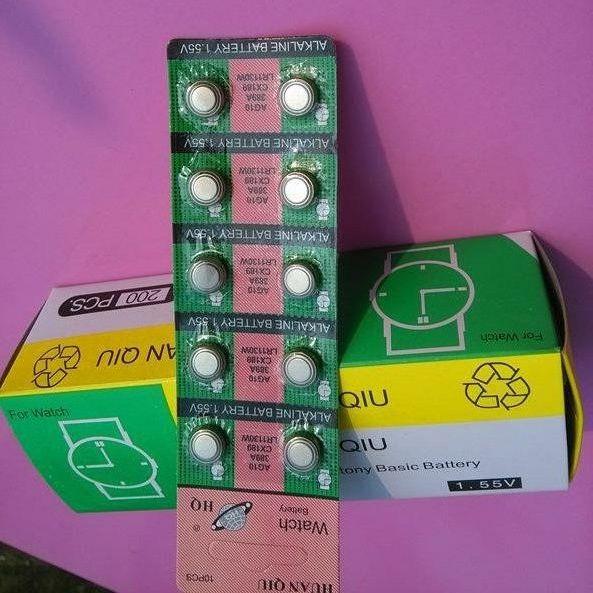 HUAN QIU
10PCS
Watch
Battery
HQ
®
AG10
389A
CX189
LR1130W
ALKALINE BATTERY 1.55V
AG10
389A
CX189
LR1130W
ALKALINE BATTERY 1.55V
AG10
389A
CX189
LR1130W
ALKALINE BATTERY 1.55V
AG10
389A
CX189
LR1130W
ALKALINE BATTERY 1.55V
AG10
389A
CX189
LR1130W
ALKALINE BATTERY 1.55V
200 PCS.
AN QIU
For Watch
For Watch
QIU
QIU
tony Basic Battery
1.55V